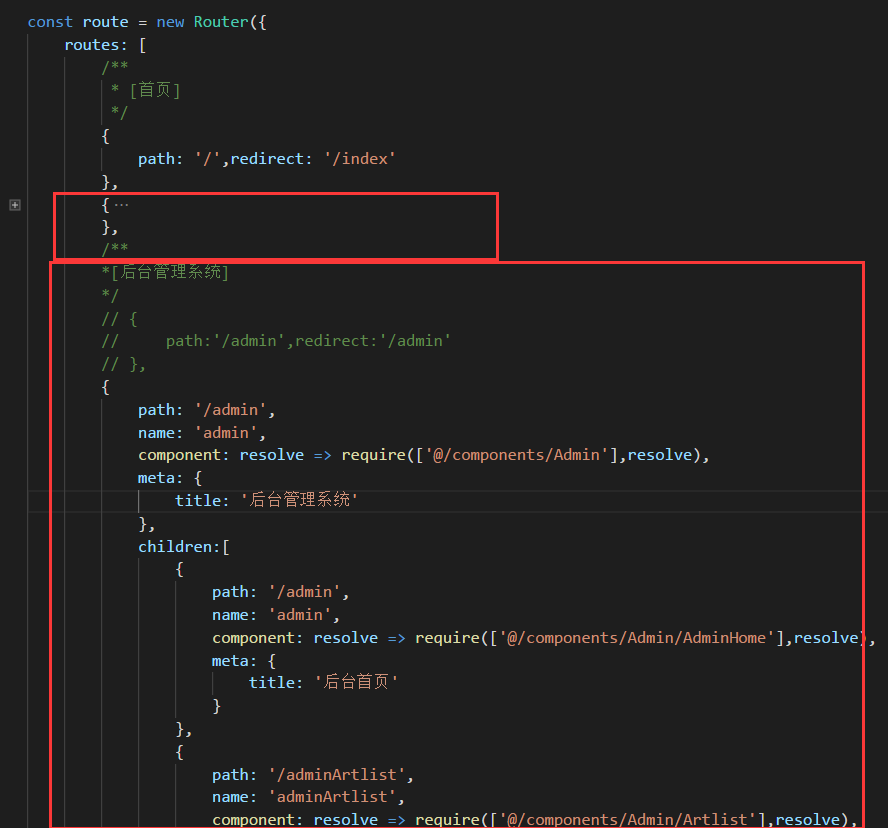 const route = new Router({
routes: [
/**
* [首页]
*/
{
path: '/',redirect: '/index'
},
{···
},
/**
*[后台管理系统]
*/
// {
//     path:'/admin',redirect:'/admin'
// },
{
path: '/admin',
name: 'admin',
component: resolve => require(['@/components/Admin'],resolve),
meta: {
title: '后台管理系统'
},
children:[
{
path: '/admin',
name: 'admin',
component: resolve => require(['@/components/Admin/AdminHome'],resolve),
meta: {
title: '后台首页'
}
},
{
path: '/adminArtlist',
name: 'adminArtlist',
component: resolve => require(['@/components/Admin/Artlist'],resolve),